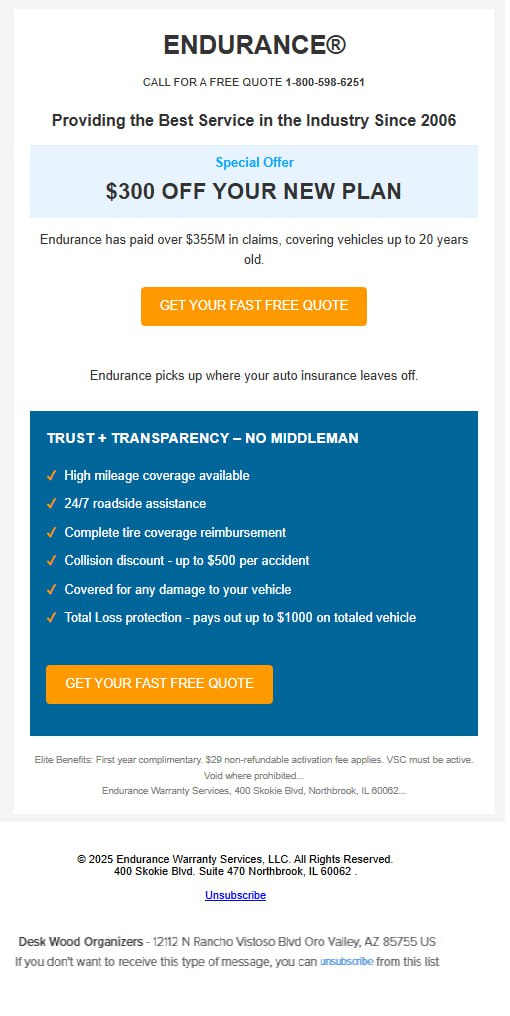 ENDURANCE®
CALL FOR A FREE QUOTE 1-800-598-6251
Providing the Best Service in the Industry Since 2006
Special Offer
$300 OFF YOUR NEW PLAN
Endurance has paid over $355M in claims, covering vehicles up to 20 years
old.
GET YOUR FAST FREE QUOTE
Endurance picks up where your auto insurance leaves off.
TRUST + TRANSPARENCY – NO MIDDLEMAN
✓ High mileage coverage available
✓ 24/7 roadside assistance
✓ Complete tire coverage reimbursement
✓ Collision discount - up to $500 per accident
✓ Covered for any damage to your vehicle
✓ Total Loss protection - pays out up to $1000 on totaled vehicle
GET YOUR FAST FREE QUOTE
Elite Benefits: First year complimentary. $29 non-refundable activation fee applies. VSC must be active.
Void where prohibited...
Endurance Warranty Services, 400 Skokie Blvd, Northbrook, IL 60062...
© 2025 Endurance Warranty Services, LLC. All Rights Reserved.
400 Skokie Blvd. Suite 470 Northbrook, IL 60062 .
Unsubscribe
Desk Wood Organizers - 12112 N Rancho Vistoso Blvd Oro Valley, AZ 85755 US
If you don't want to receive this type of message, you can unsubscribe from this list